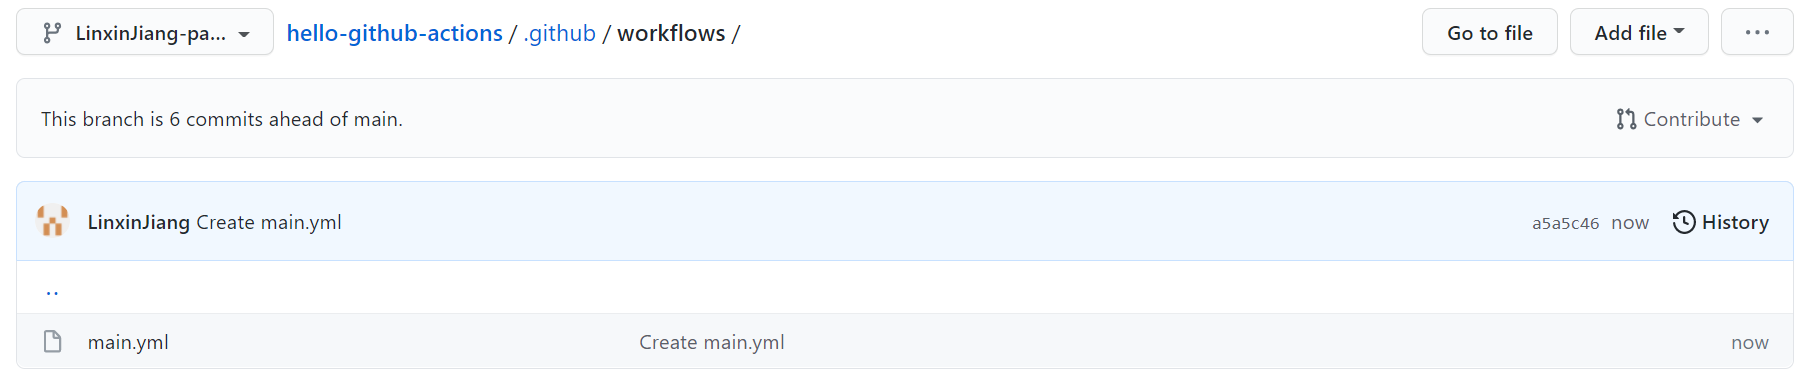 LinxinJiang-pa... hello-github-actions / .github / workflows / Go to file Add file ...
This branch is 6 commits ahead of main. Contribute
LinxinJiang Create main.yml a5a5c46 now History
..
main.yml Create main.yml now